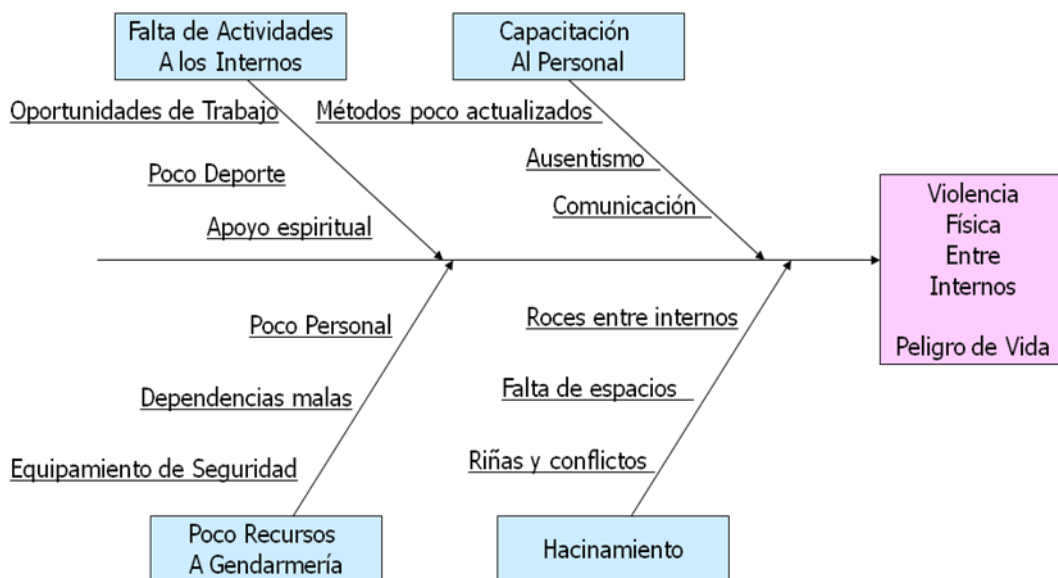 Falta de Actividades
A los Internos
Capacitación
Al Personal
Oportunidades de Trabajo
Métodos poco actualizados
Poco Deporte
Ausentismo
Apoyo espiritual
Comunicación
Violencia
Física
Entre
Internos
Peligro de Vida
Poco Personal
Roces entre internos
Dependencias malas
Falta de espacios
Equipamiento de Seguridad
Riñas y conflictos
Poco Recursos
A Gendarmería
Hacinamiento